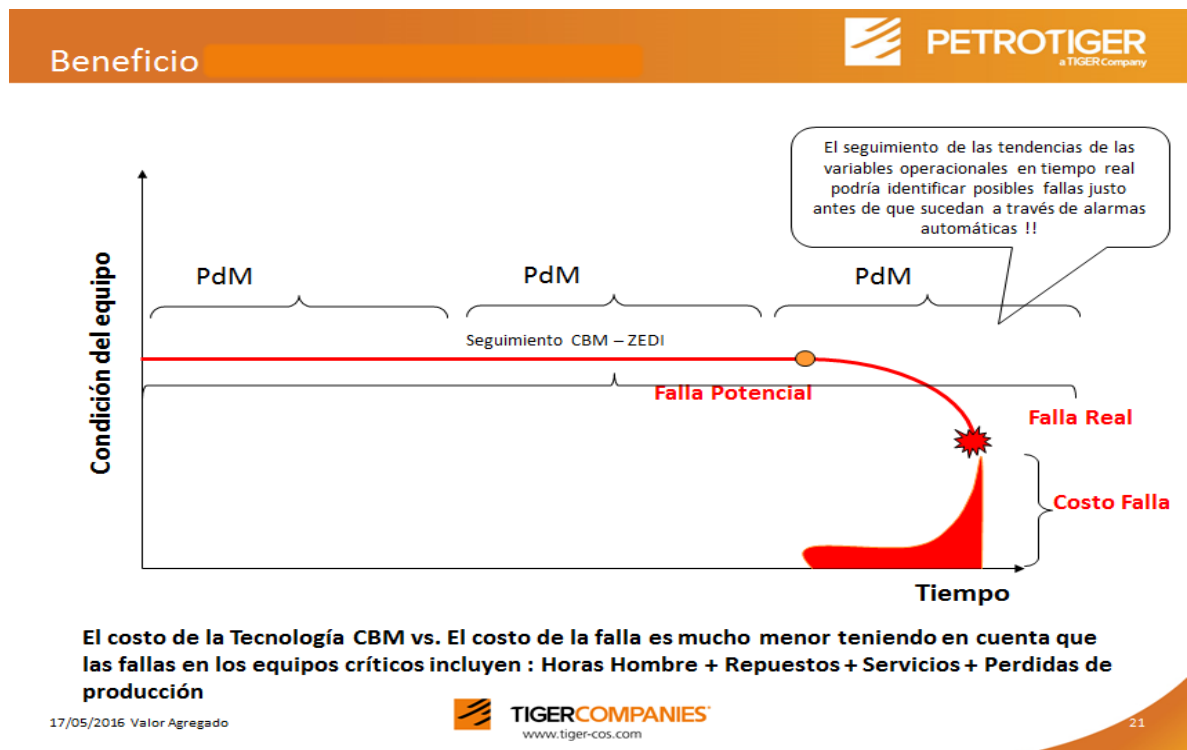 Beneficio
PETROTIGER
a TIGER Company
El seguimiento de las tendencias de las
variables operacionales en tiempo real
podría identificar posibles fallas justo
antes de que sucedan a través de alarmas
automáticas !!
PdM
PdM
PdM
Seguimiento CBM – ZEDI
Condición del equipo
Falla Potencial
Falla Real
Costo Falla
Tiempo
El costo de la Tecnología CBM vs. El costo de la falla es mucho menor teniendo en cuenta que
las fallas en los equipos críticos incluyen : Horas Hombre + Repuestos + Servicios + Perdidas de
producción
17/05/2016 Valor Agregado
TIGERCOMPANIES
www.tiger-cos.com
21